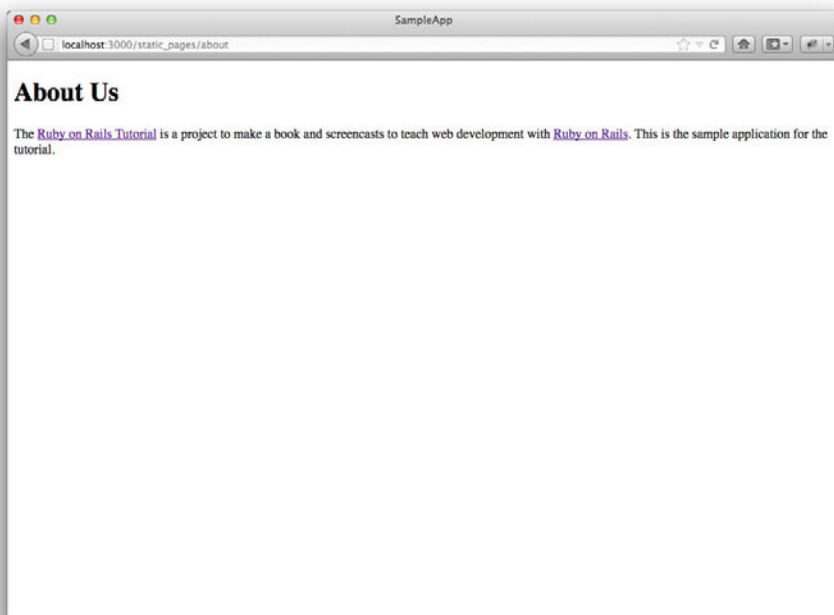 SampleApp
localhost:3000/static_pages/about
About Us
The Ruby on Rails Tutorial is a project to make a book and screencasts to teach web development with Ruby on Rails. This is the sample application for the
tutorial.